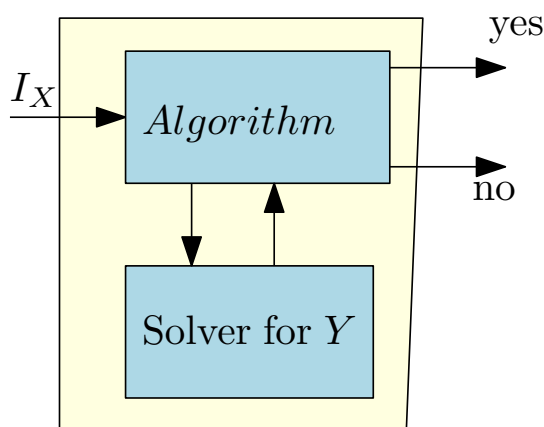 yes
I_X
Algorithm
no
Solver for Y